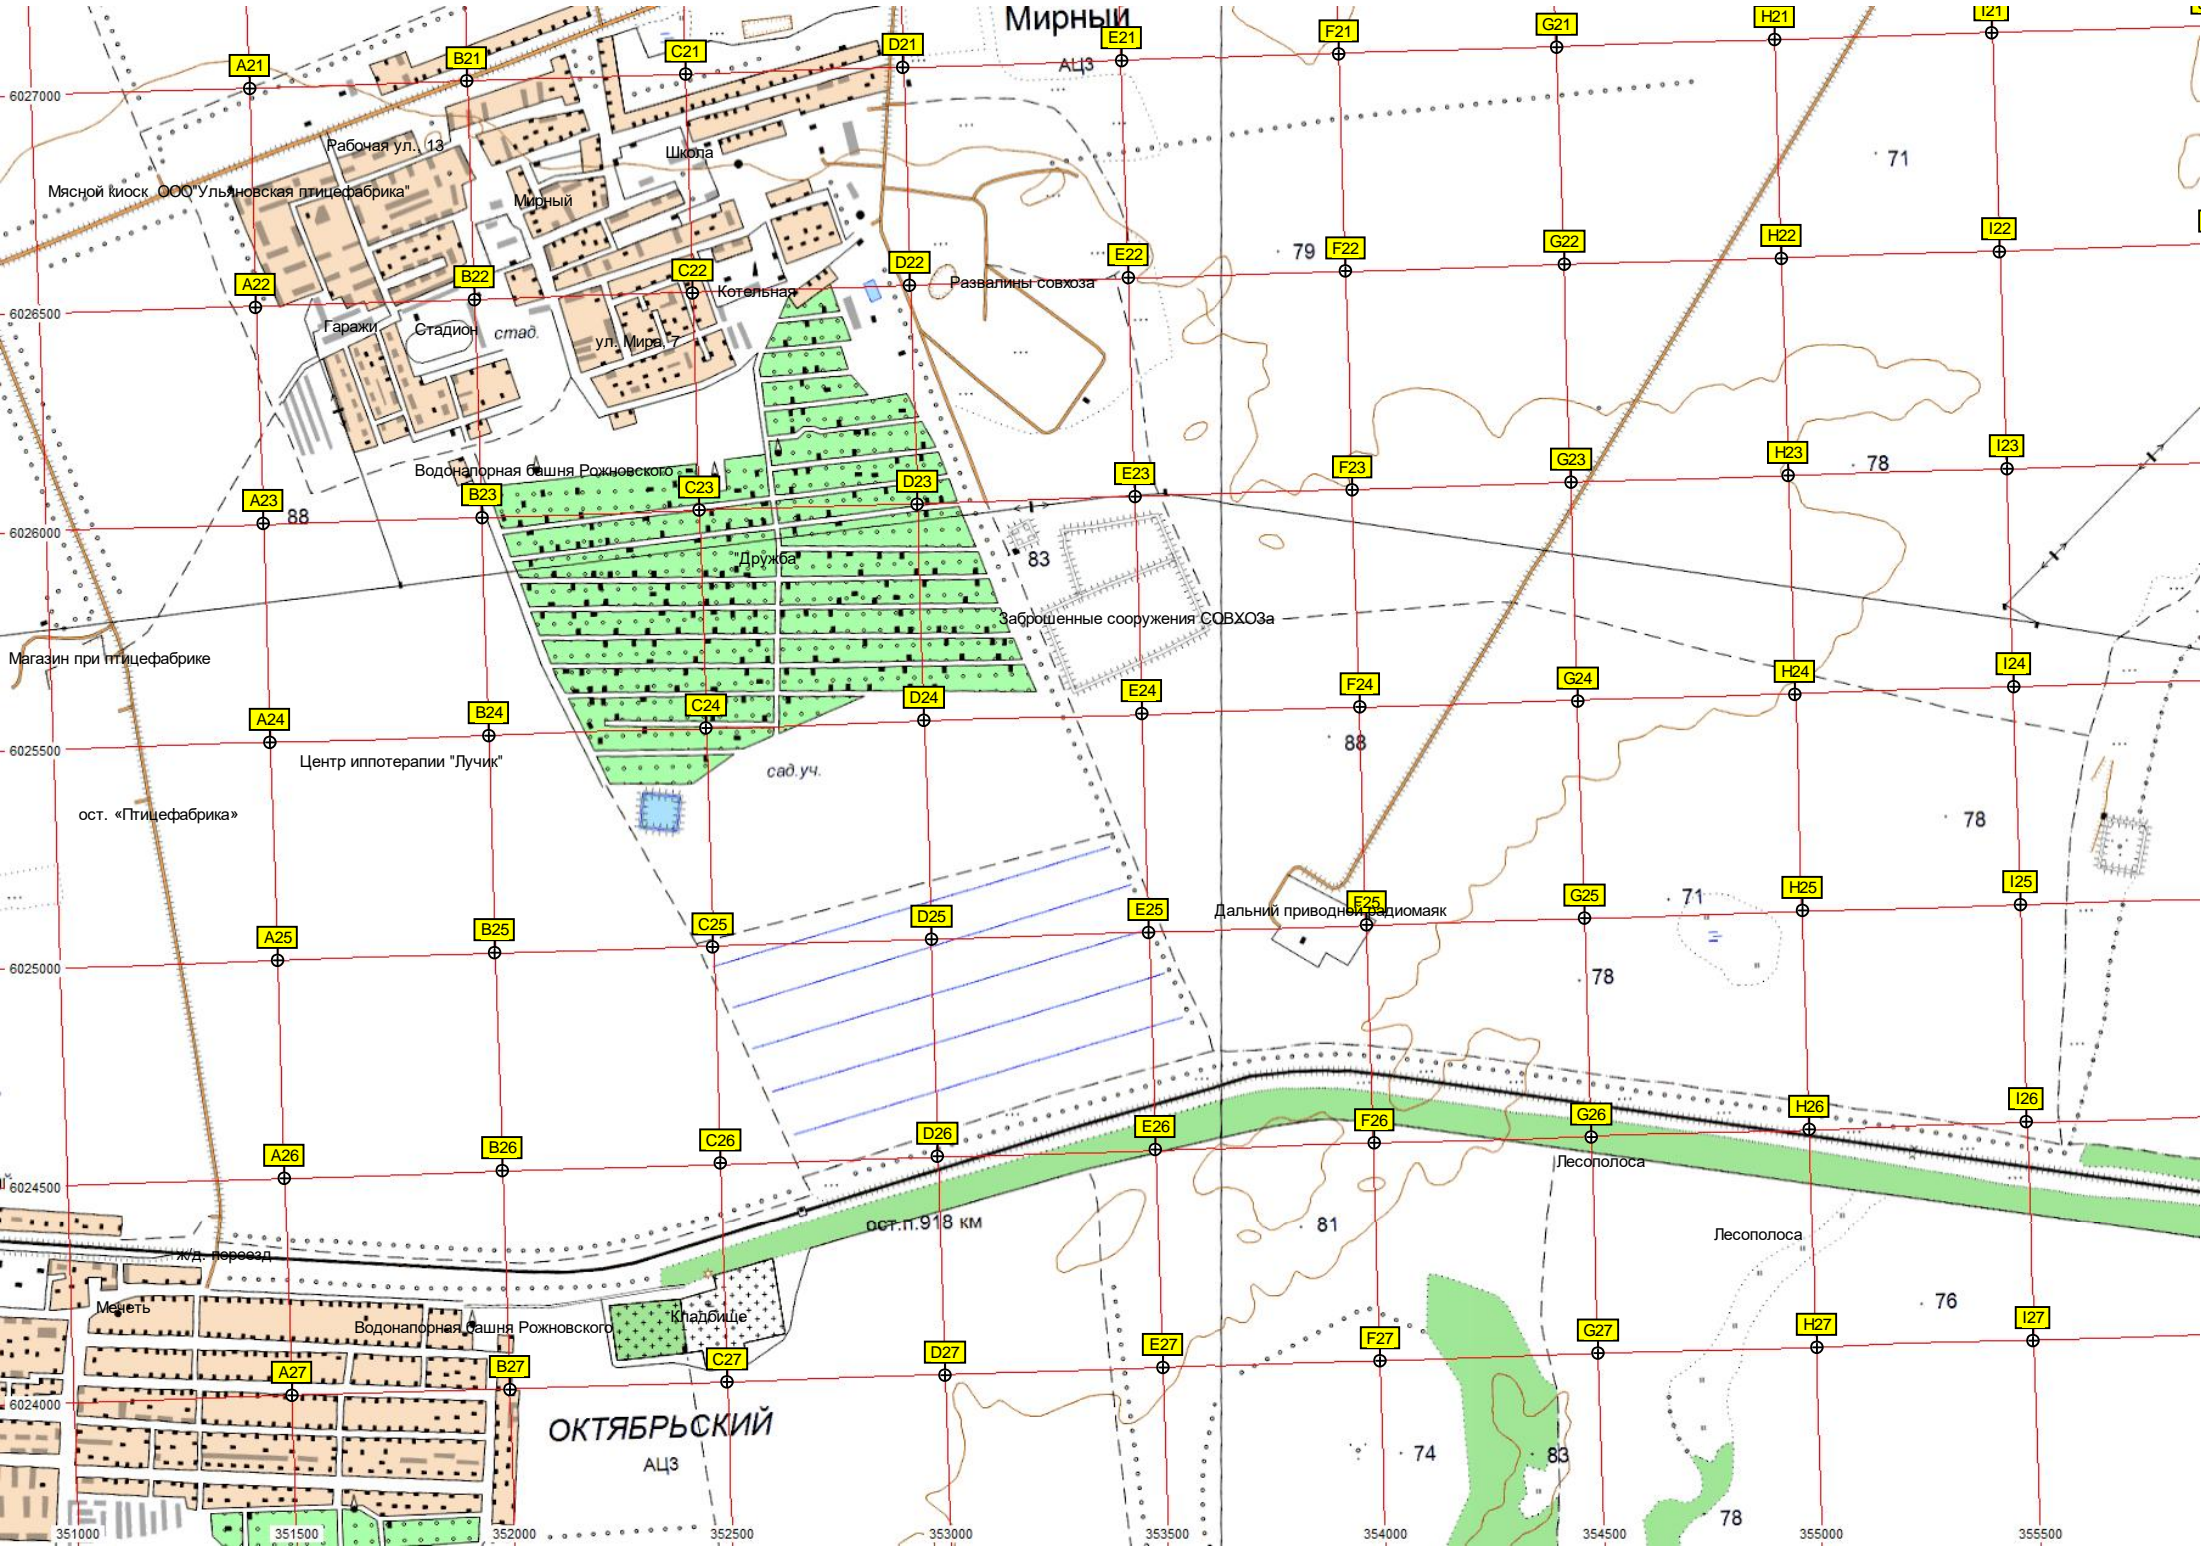 Мирный
АЦЗ
A21
B21
C21
D21
E21
F21
G21
H21
I21
6027000
Рабочая ул., 13
Школа
71
Мясной киоск ООО"Ульяновская птицефабрика"
Мирный
79
A22
B22
C22
D22
E22
F22
G22
H22
I22
Котельная
Развалины совхоза
6026500
Гаражи
Стадион
стад.
ул. Мира, 7
Водонапорная башня Рожновского
78
A23
B23
C23
D23
E23
F23
G23
H23
I23
88
6026000
"Дружба"
83
Заброшенные сооружения СОВХОЗа
Магазин при птицефабрике
A24
B24
C24
D24
E24
F24
G24
H24
I24
6025500
88
Центр иппотерапии "Лучик"
сад.уч.
ост. «Птицефабрика»
78
71
A25
B25
C25
D25
E25
F25
G25
H25
I25
Дальний приводной радиомаяк
6025000
78
A26
B26
C26
D26
E26
F26
G26
H26
I26
Лесополоса
6024500
ост.п.918 км
81
Лесополоса
ж/д. переезд
Мечеть
Кладбище
76
Водонапорная башня Рожновского
A27
B27
C27
D27
E27
F27
G27
H27
I27
6024000
ОКТЯБРЬСКИЙ
АЦЗ
74
83
78
351000
351500
352000
352500
353000
353500
354000
354500
355000
355500